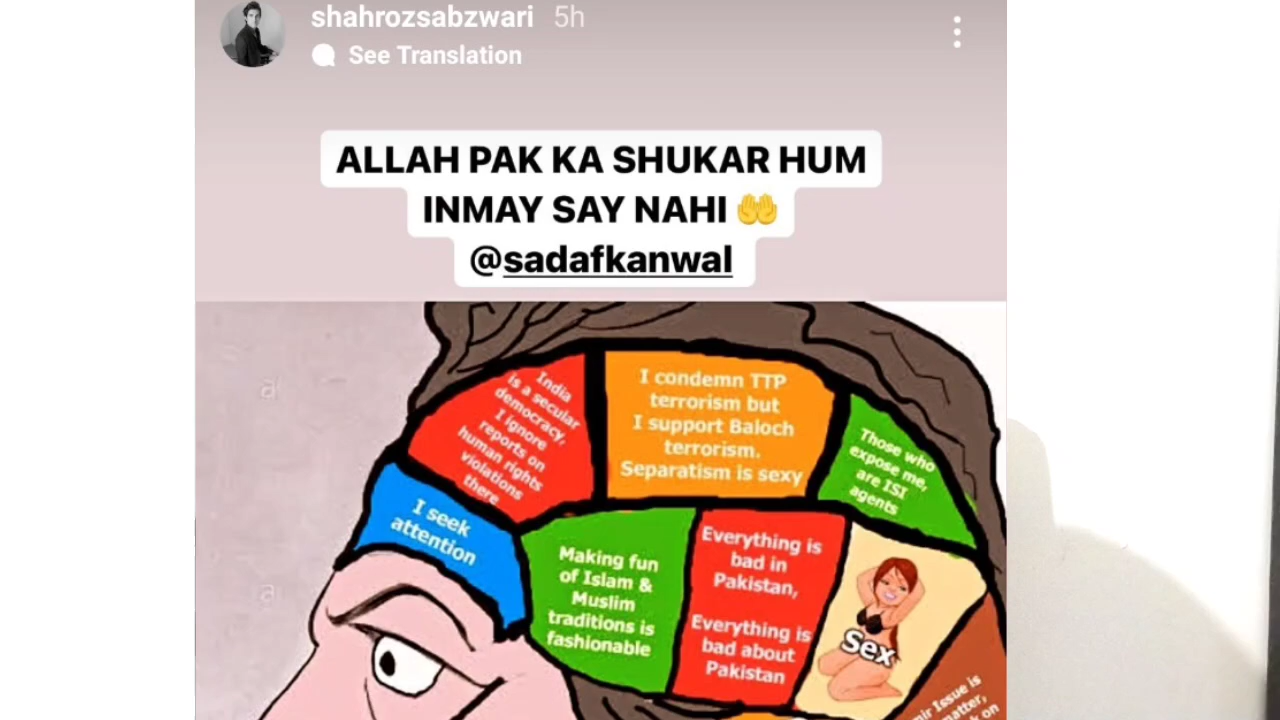 shahrozsabzwari 5h
See Translation
ALLAH PAK KA SHUKAR HUM
INMAY SAY NAHI 🤲
@sadafkanwal
India
is a secular
democracy,
I ignore
reports on
human rights
violations
there
I condemn TTP
terrorism but
I support Baloch
terrorism.
Separatism is sexy
Those who
expose me,
are ISI
agents
I seek
attention
Making fun
of Islam &
Muslim
traditions is
fashionable
Everything is
bad in
Pakistan,
Everything is
bad about
Pakistan
Sex
Issue is
on